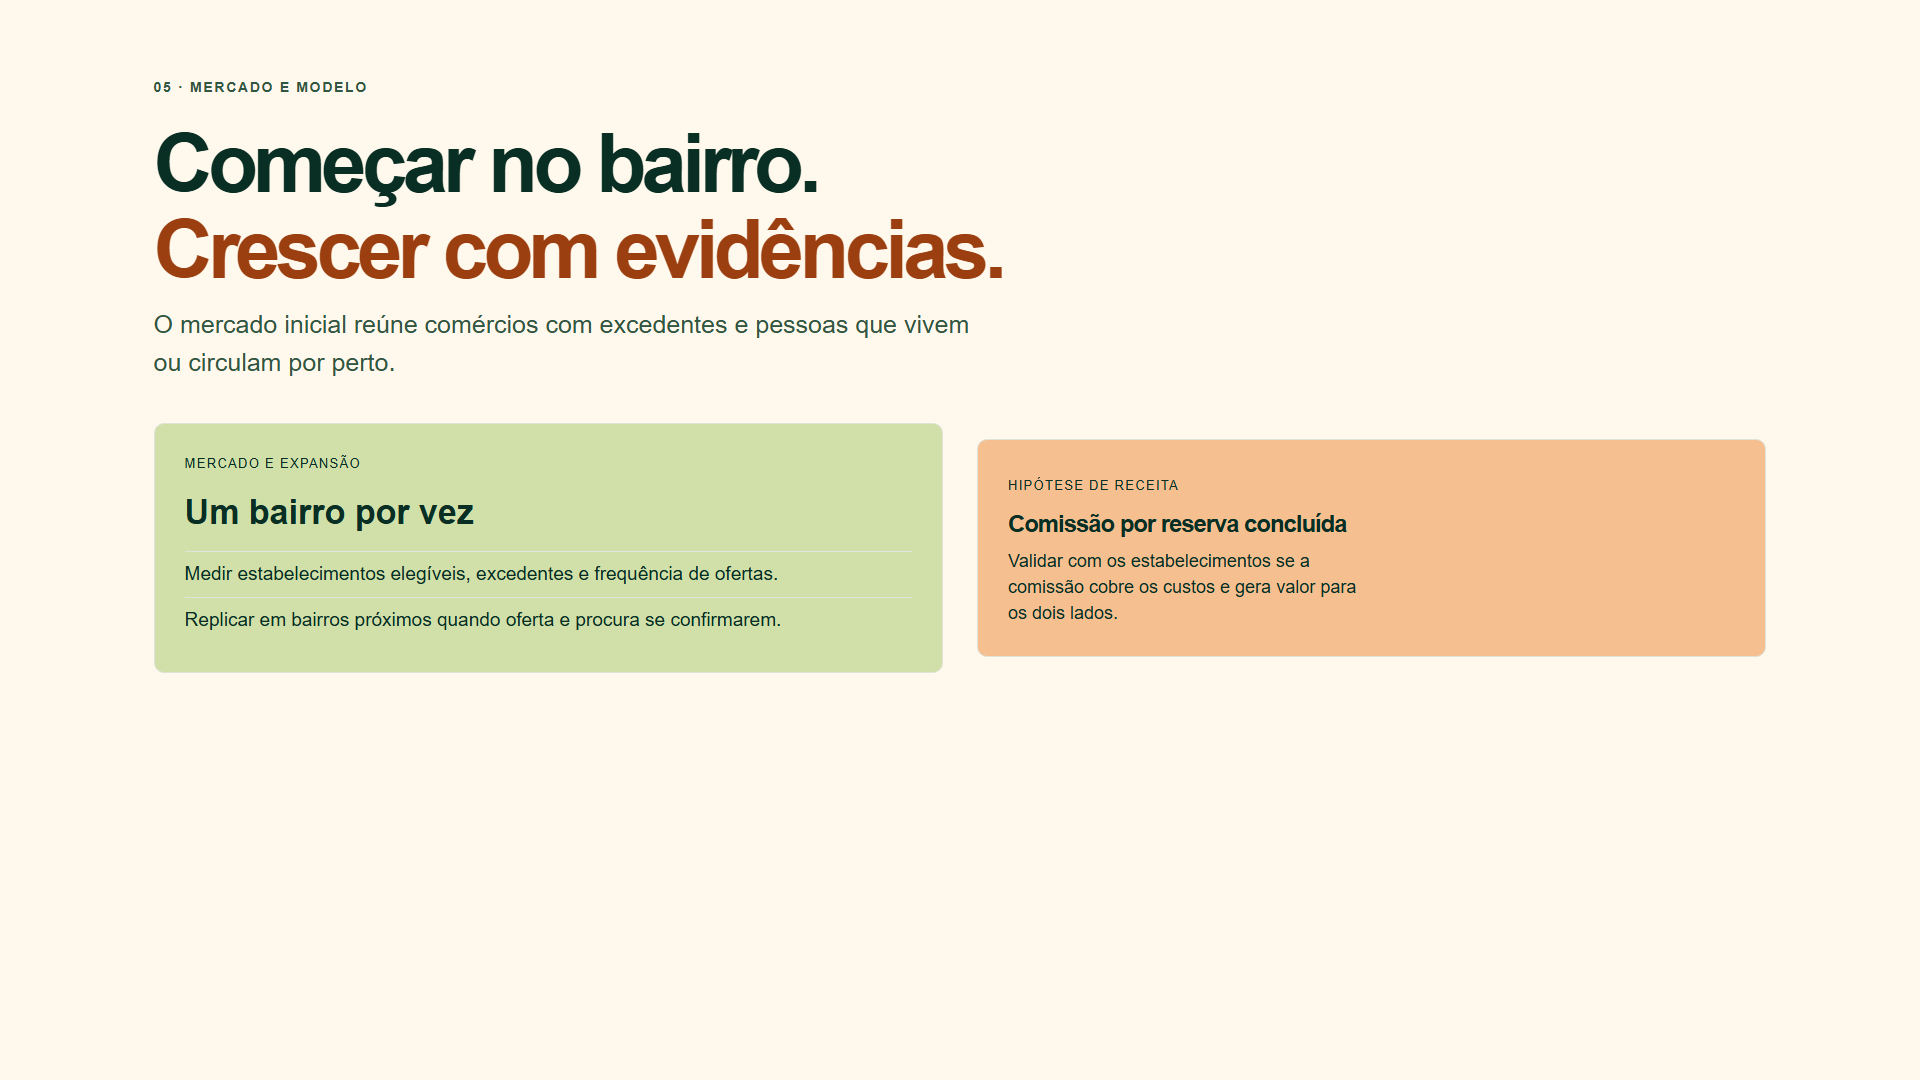 05 · MERCADO E MODELO
Começar no bairro.
Crescer com evidências.
O mercado inicial reúne comércios com excedentes e pessoas que vivem
ou circulam por perto.
MERCADO E EXPANSÃO
Um bairro por vez
Medir estabelecimentos elegíveis, excedentes e frequência de ofertas.
Replicar em bairros próximos quando oferta e procura se confirmarem.
HIPÓTESE DE RECEITA
Comissão por reserva concluída
Validar com os estabelecimentos se a
comissão cobre os custos e gera valor para
os dois lados.